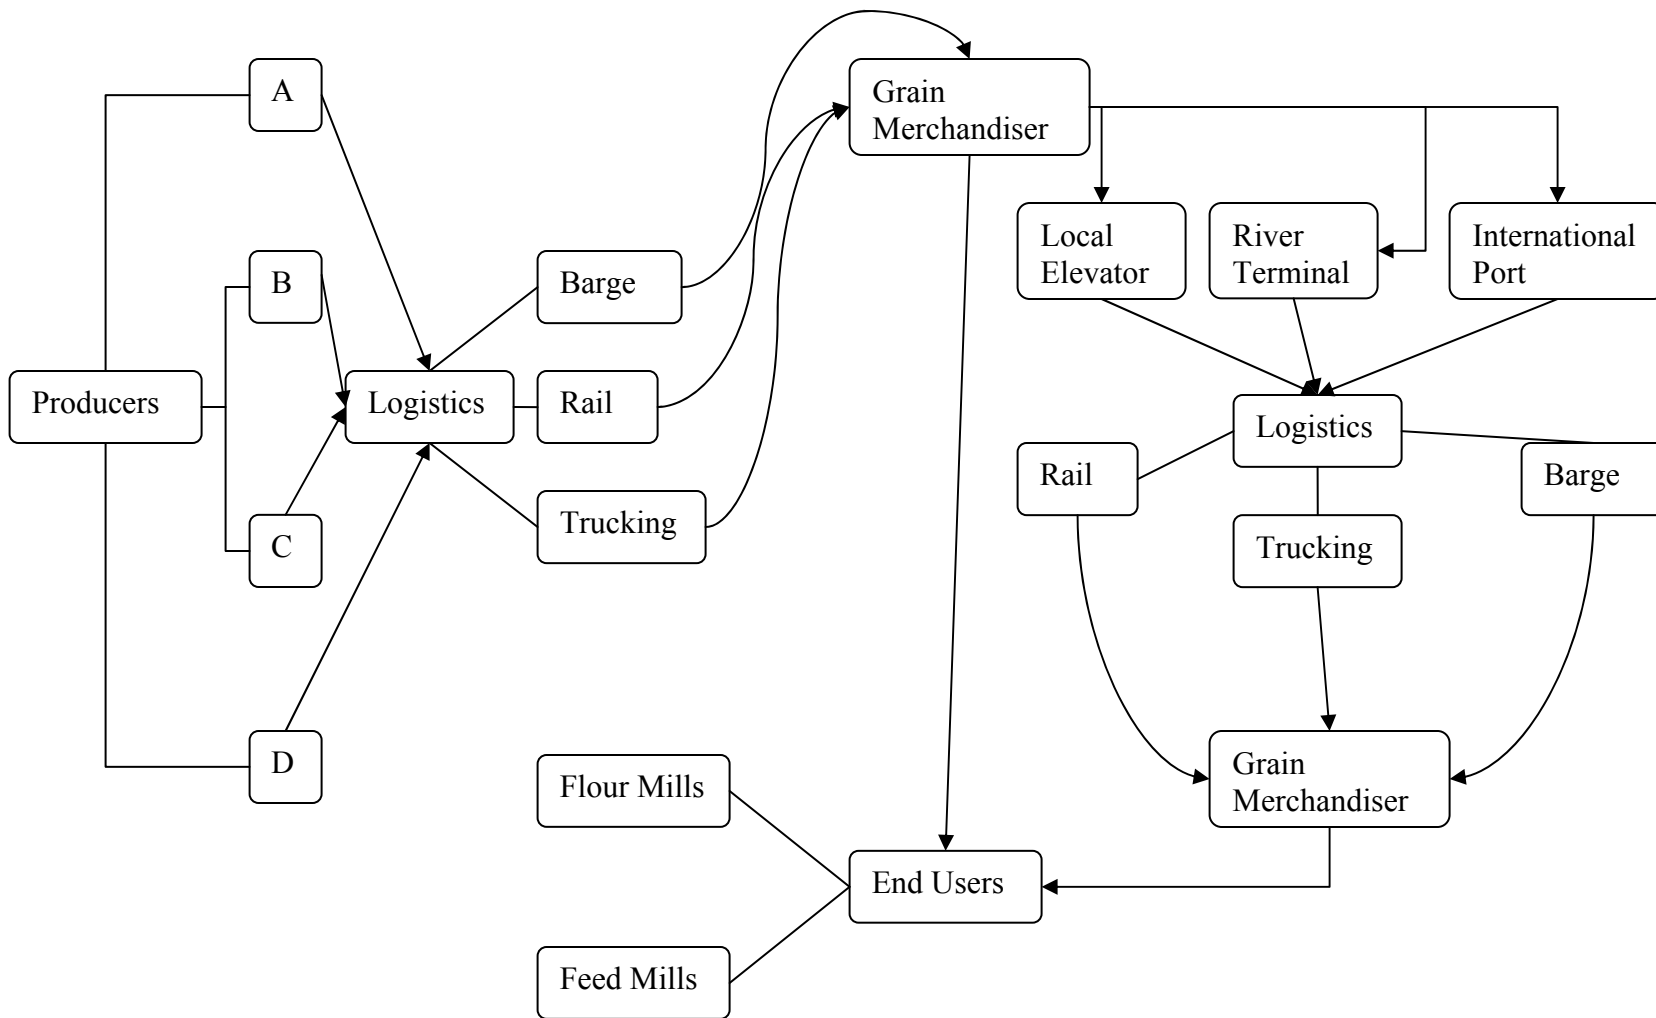 A
Grain
Merchandiser
B
Barge
Local
Elevator
River
Terminal
International
Port
Producers
Logistics
Rail
Logistics
Rail
Barge
C
Trucking
Trucking
D
Flour Mills
Grain
Merchandiser
End Users
Feed Mills